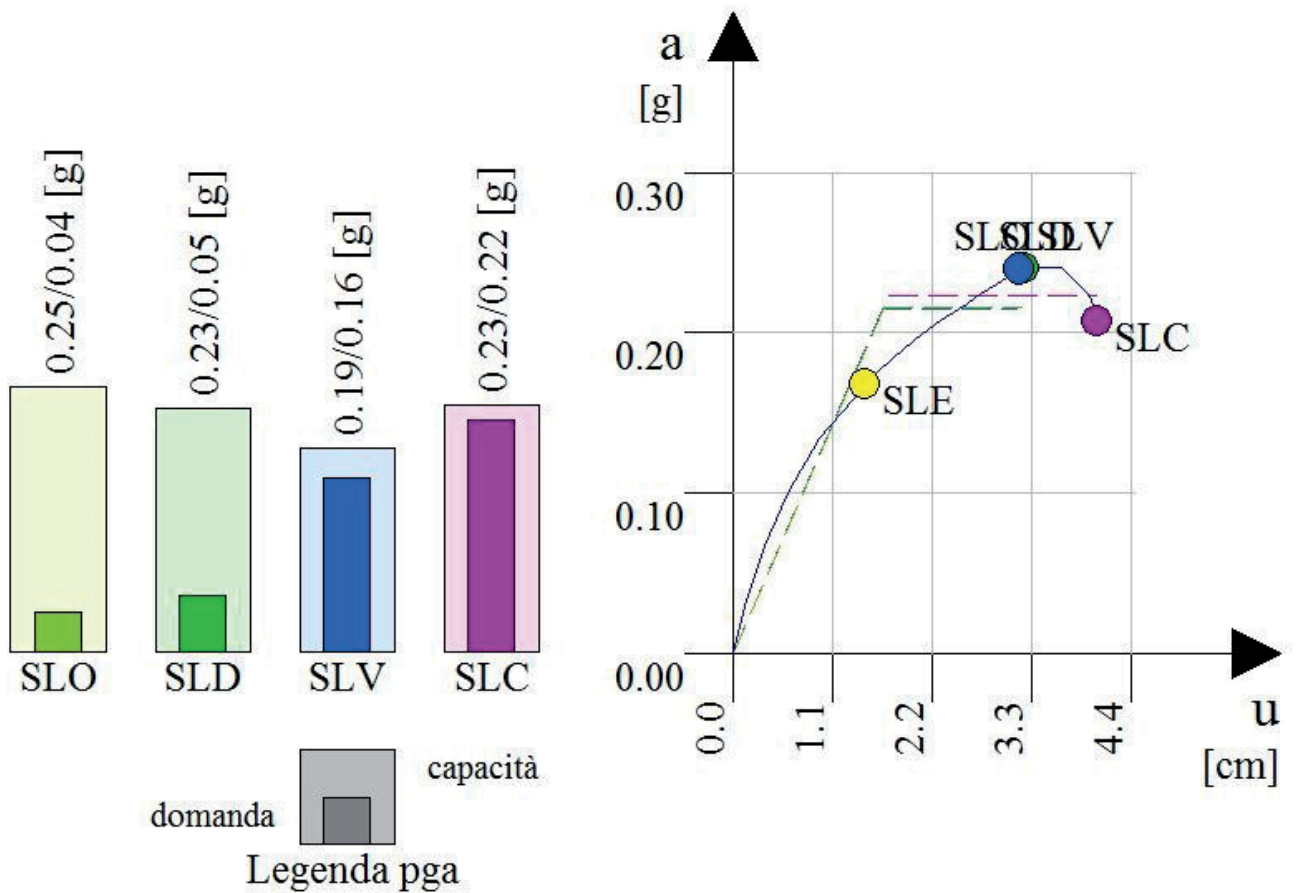 0.25/0.04 [g]
0.23/0.05 [g]
0.19/0.16 [g]
0.23/0.22 [g]
SLO
SLD
SLV
SLC
capacità
domanda
Legenda pga
a
[g]
0.30
0.20
0.10
0.00
SLO
SLD
SLV
SLC
SLE
0.0
1.1
2.2
3.3
4.4
u
[cm]